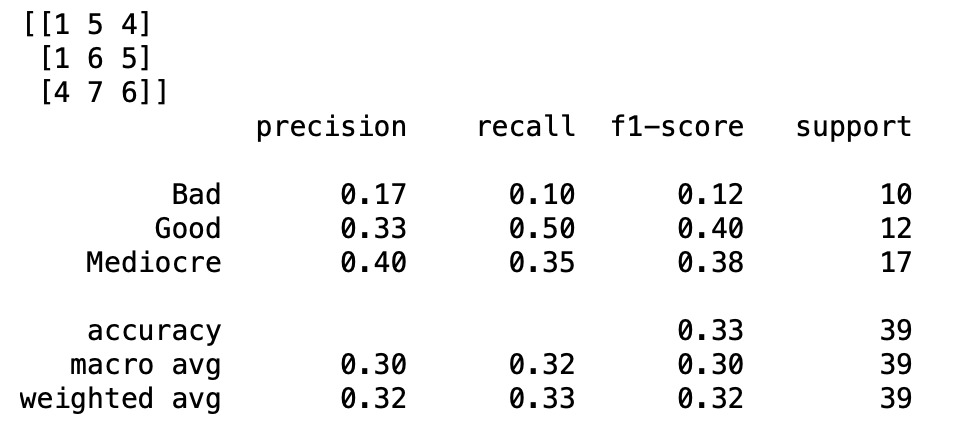 [[1 5 4]
 [1 6 5]
 [4 7 6]]
              precision    recall  f1-score   support

         Bad       0.17      0.10      0.12        10
        Good       0.33      0.50      0.40        12
    Mediocre       0.40      0.35      0.38        17

    accuracy                           0.33        39
   macro avg       0.30      0.32      0.30        39
weighted avg       0.32      0.33      0.32        39